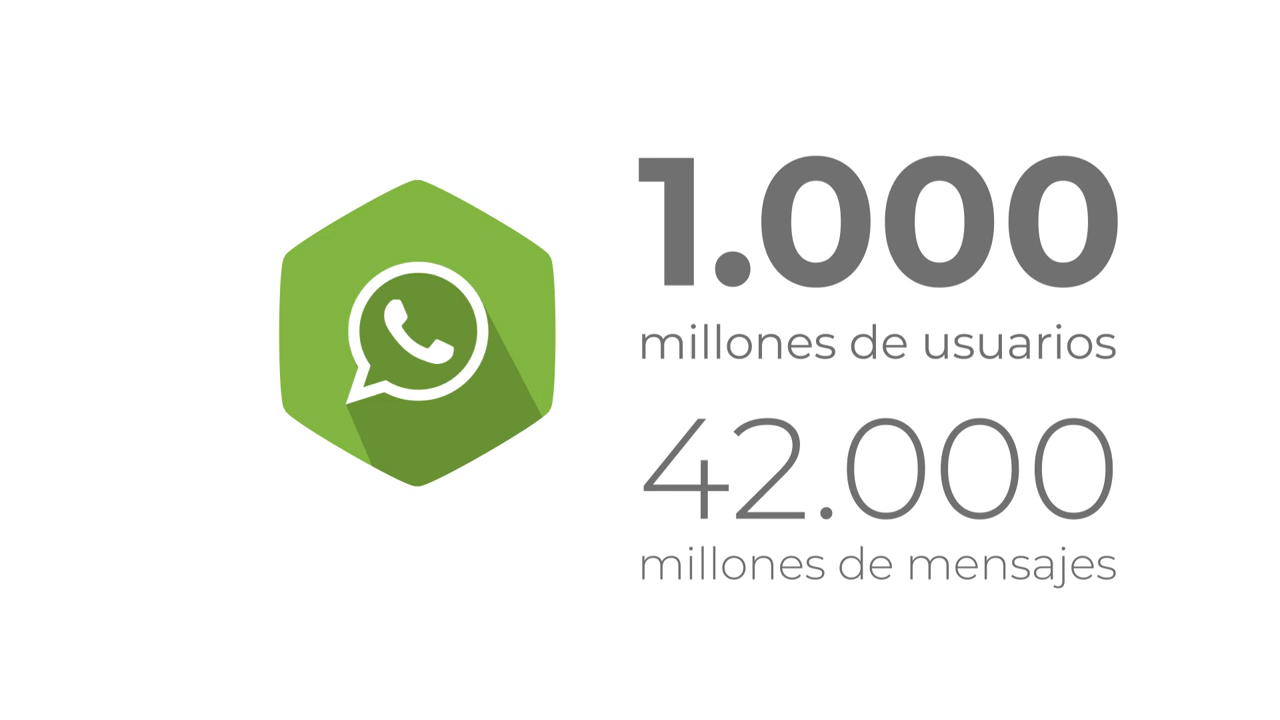 1.000
millones de usuarios
42.000
millones de mensajes